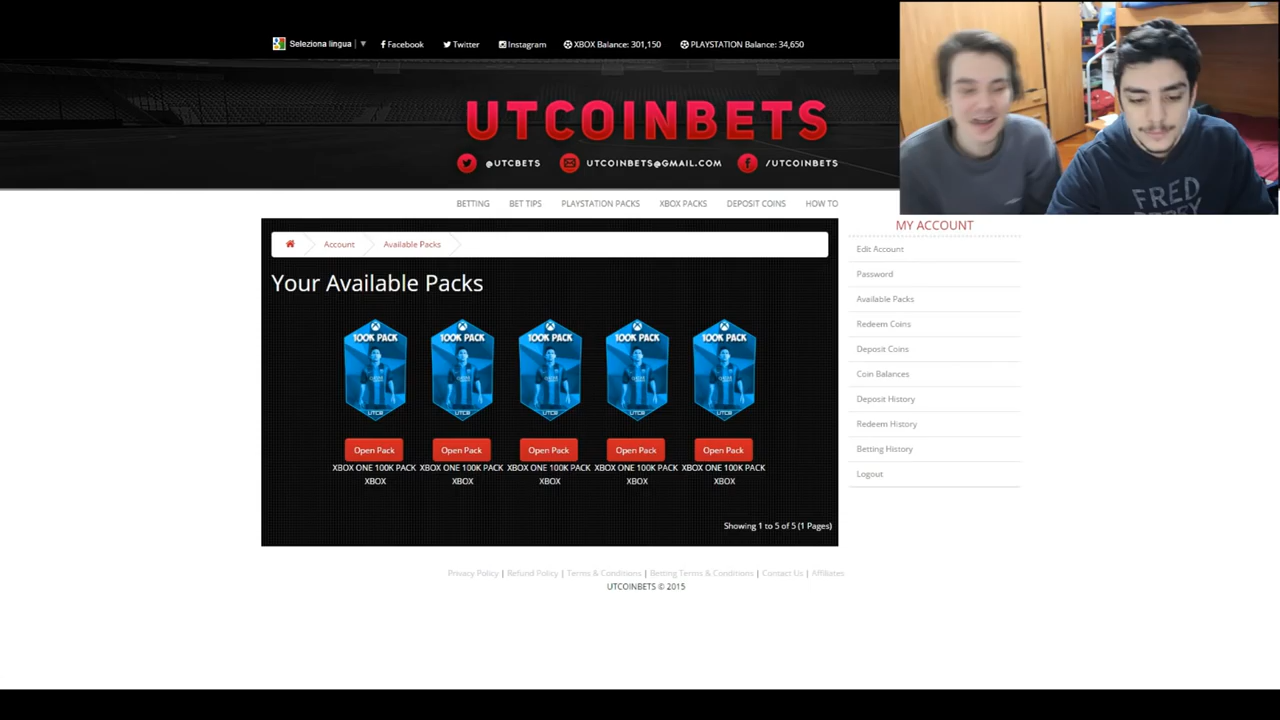 Seleziona lingua ▼ Facebook Twitter Instagram XBOX Balance: 301,150 PLAYSTATION Balance: 34,650
UTCOINBETS
@UTCBETS UTCOINBETS@GMAIL.COM /UTCOINBETS
FRED
PERRY
BETTING BET TIPS PLAYSTATION PACKS XBOX PACKS DEPOSIT COINS HOW TO
Account Available Packs
Your Available Packs
100K PACK 100K PACK 100K PACK 100K PACK 100K PACK
UTCB UTCB UTCB UTCB UTCB
Open Pack Open Pack Open Pack Open Pack Open Pack
XBOX ONE 100K PACK XBOX ONE 100K PACK XBOX ONE 100K PACK XBOX ONE 100K PACK XBOX ONE 100K PACK
XBOX XBOX XBOX XBOX XBOX
Showing 1 to 5 of 5 (1 Pages)
MY ACCOUNT
Edit Account
Password
Available Packs
Redeem Coins
Deposit Coins
Coin Balances
Deposit History
Redeem History
Betting History
Logout
Privacy Policy | Refund Policy | Terms & Conditions | Betting Terms & Conditions | Contact Us | Affiliates
UTCOINBETS © 2015